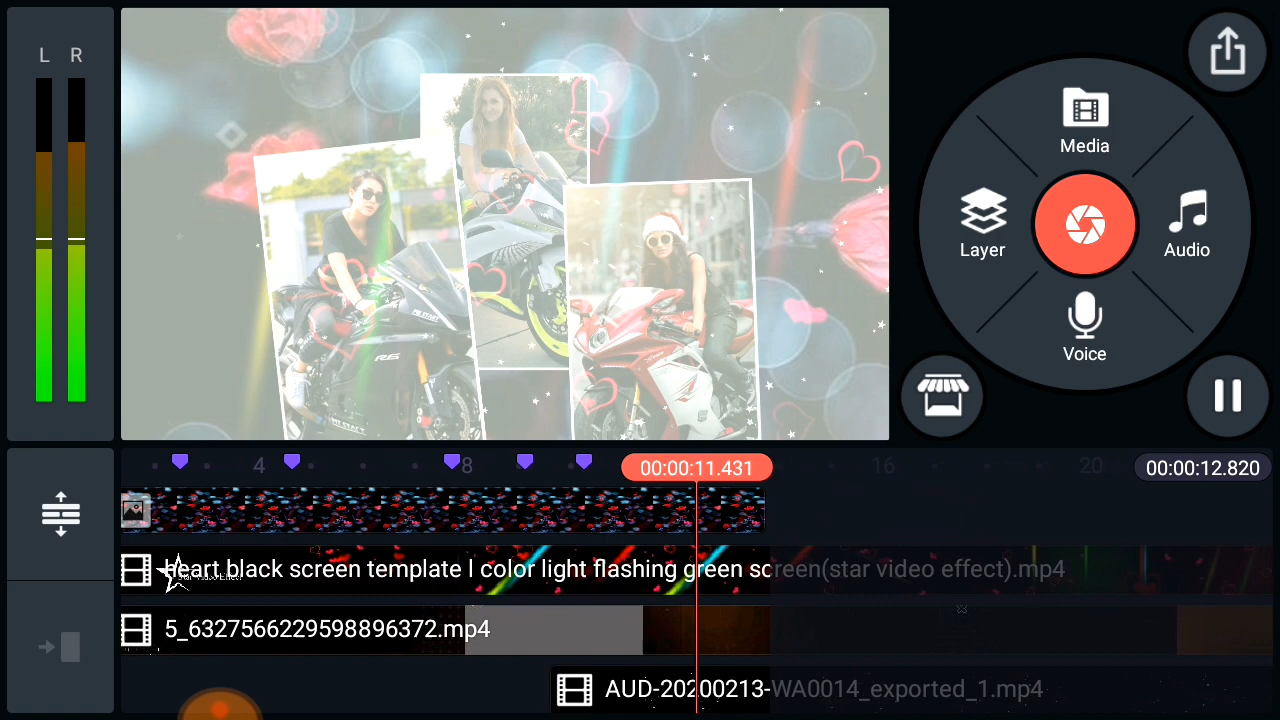 L R
Media
Layer
Audio
Voice
R6
4 8 00:00:11.431 16 20 00:00:12.820
heart black screen template l color light flashing green screen(star video effect).mp4
5_6327566229598896372.mp4
AUD-20200213-WA0014_exported_1.mp4